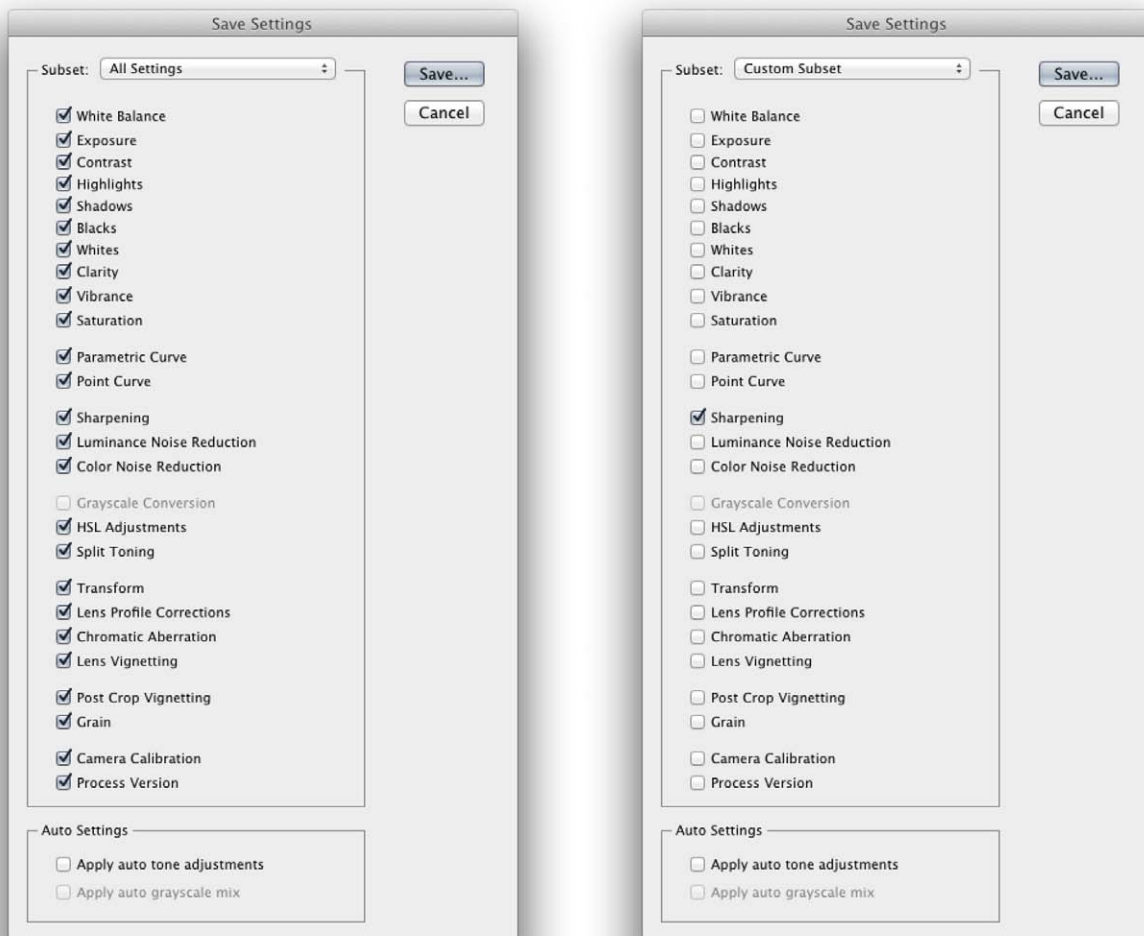 Save Settings
Subset: All Settings
Save...
Cancel
White Balance
Exposure
Contrast
Highlights
Shadows
Blacks
Whites
Clarity
Vibrance
Saturation
Parametric Curve
Point Curve
Sharpening
Luminance Noise Reduction
Color Noise Reduction
Grayscale Conversion
HSL Adjustments
Split Toning
Transform
Lens Profile Corrections
Chromatic Aberration
Lens Vignetting
Post Crop Vignetting
Grain
Camera Calibration
Process Version
Auto Settings
Apply auto tone adjustments
Apply auto grayscale mix
Save Settings
Subset: Custom Subset
Save...
Cancel
White Balance
Exposure
Contrast
Highlights
Shadows
Blacks
Whites
Clarity
Vibrance
Saturation
Parametric Curve
Point Curve
Sharpening
Luminance Noise Reduction
Color Noise Reduction
Grayscale Conversion
HSL Adjustments
Split Toning
Transform
Lens Profile Corrections
Chromatic Aberration
Lens Vignetting
Post Crop Vignetting
Grain
Camera Calibration
Process Version
Auto Settings
Apply auto tone adjustments
Apply auto grayscale mix